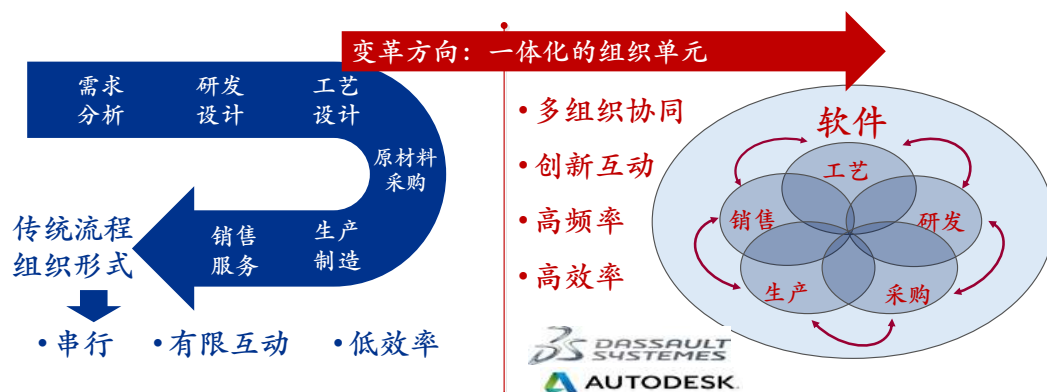 变革方向：一体化的组织单元
需求
分析
研发
设计
工艺
设计
原材料
采购
生产
制造
销售
服务
传统流程
组织形式
•串行
•有限互动
•低效率
•多组织协同
•创新互动
•高频率
•高效率
软件
工艺
销售
研发
生产
采购
DASSAULT
SYSTEMES
AUTODESK.